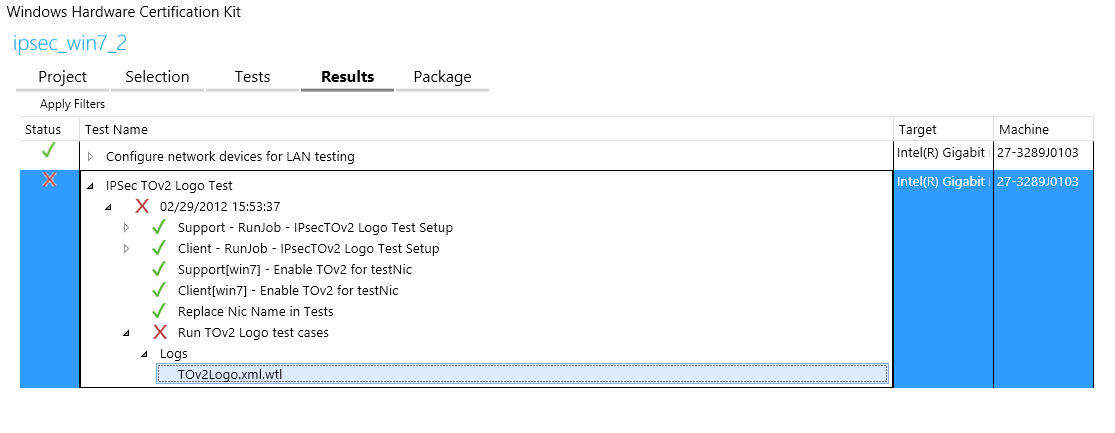 Windows Hardware Certification Kit
ipsec_win7_2
Project Selection Tests Results Package
Apply Filters
Status Test Name Target Machine
Configure network devices for LAN testing Intel(R) Gigabit 27-3289J0103
IPSec TOv2 Logo Test Intel(R) Gigabit 27-3289J0103
02/29/2012 15:53:37
Support - RunJob - IPsecTOv2 Logo Test Setup
Client - RunJob - IPsecTOv2 Logo Test Setup
Support[win7] - Enable TOv2 for testNic
Client[win7] - Enable TOv2 for testNic
Replace Nic Name in Tests
Run TOv2 Logo test cases
Logs
TOv2Logo.xml.wtl